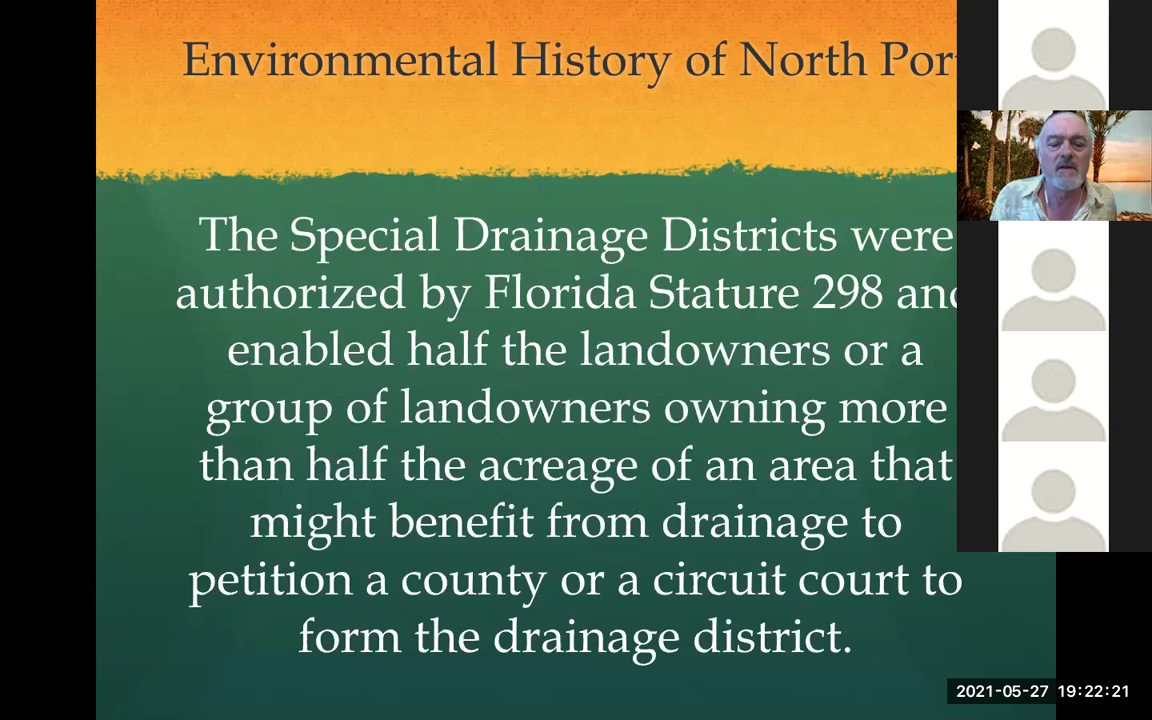 Environmental History of North Port
The Special Drainage Districts were
authorized by Florida Stature 298 and
enabled half the landowners or a
group of landowners owning more
than half the acreage of an area that
might benefit from drainage to
petition a county or a circuit court to
form the drainage district.
2021-05-27 19:22:21